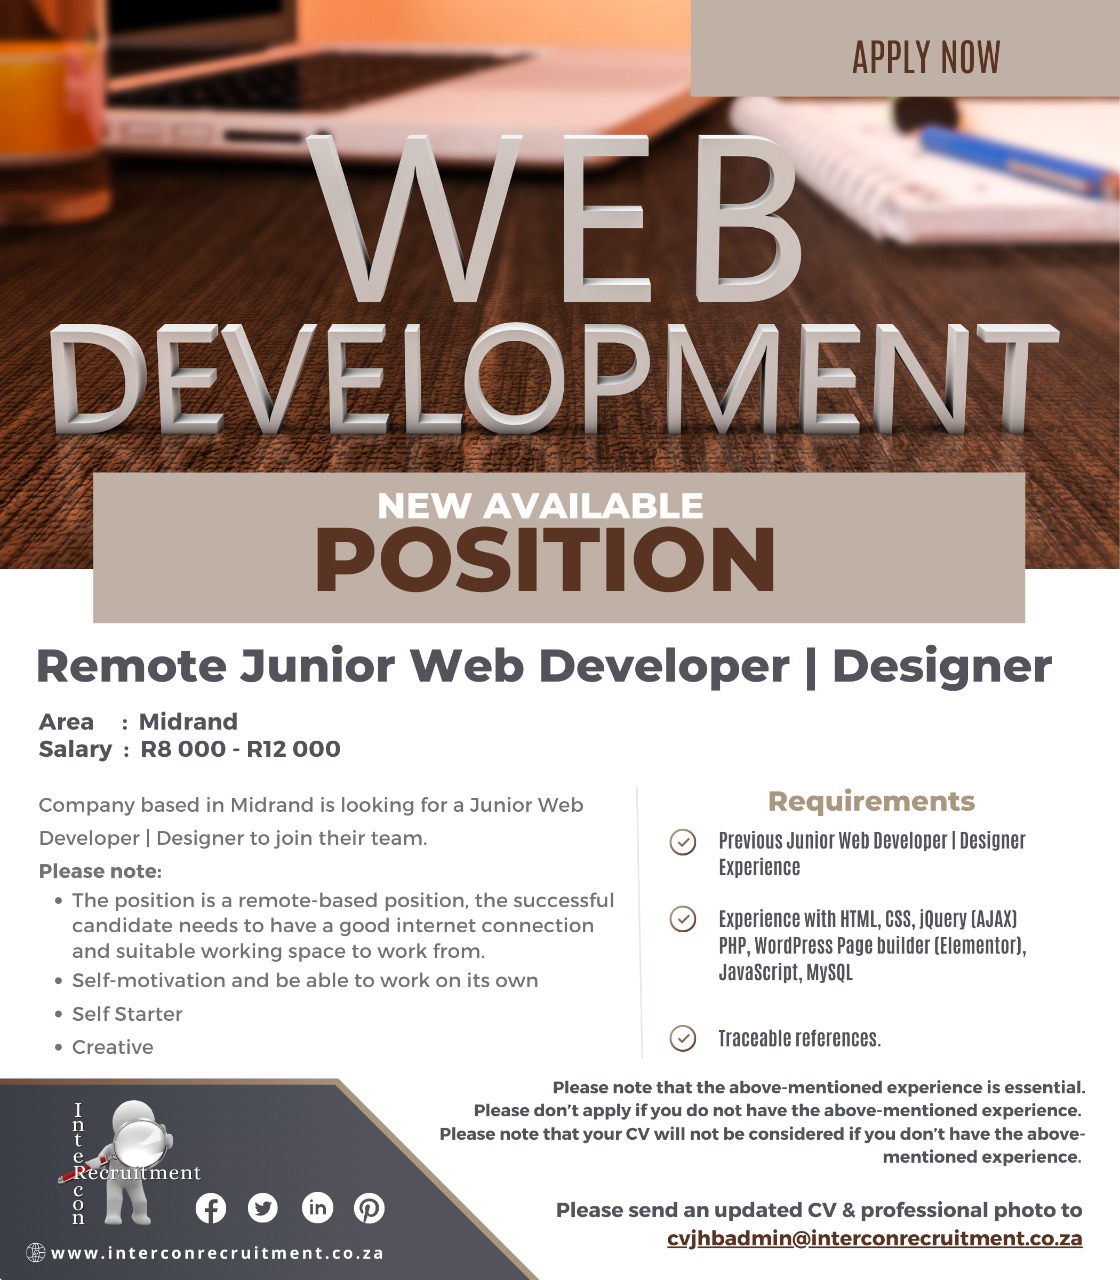 APPLY NOW
WEB
DEVELOPMENT
NEW AVAILABLE
POSITION
Remote Junior Web Developer | Designer
Area : Midrand
Salary : R8 000 - R12 000
Company based in Midrand is looking for a Junior Web
Developer | Designer to join their team.
Please note:
• The position is a remote-based position, the successful
candidate needs to have a good internet connection
and suitable working space to work from.
• Self-motivation and be able to work on its own
• Self Starter
• Creative
Requirements
Previous Junior Web Developer | Designer
Experience
Experience with HTML, CSS, jQuery (AJAX)
PHP, WordPress Page builder (Elementor),
JavaScript, MySQL
Traceable references.
Please note that the above-mentioned experience is essential.
Please don't apply if you do not have the above-mentioned experience.
Please note that your CV will not be considered if you don't have the above-
mentioned experience.
Please send an updated CV & professional photo to
cvjhbadmin@interconrecruitment.co.za
Intercon
Recruitment
www.interconrecruitment.co.za